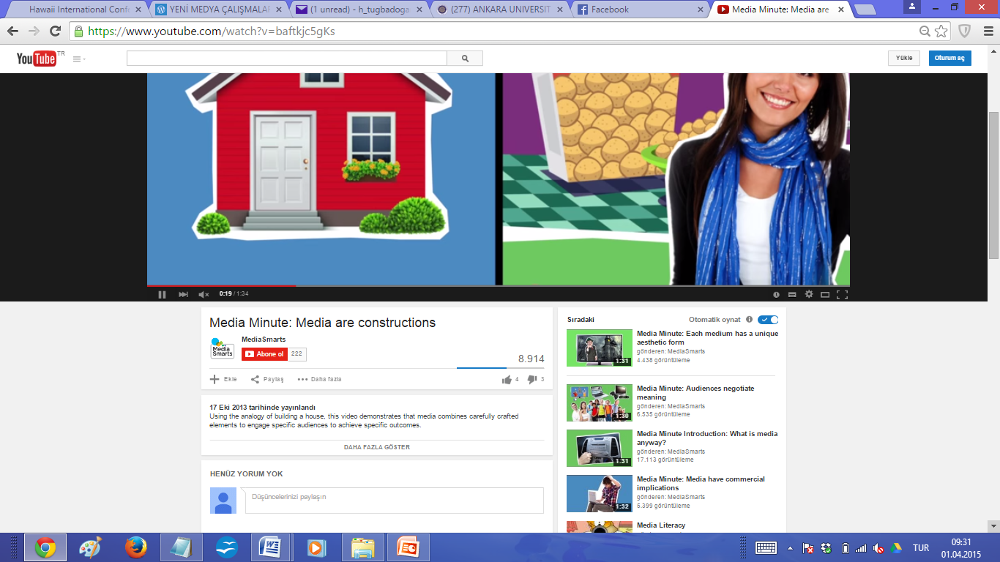 Hawaii International Conf
YENİ MEDYA ÇALIŞMALAR
(1 unread) - h_tugbadoga
(277) ANKARA UNIVERSIT
Facebook
Media Minute: Media are
https://www.youtube.com/watch?v=baftkjc5gKs
YouTube TR
Yükle
Oturum aç
0:19 / 1:34
Media Minute: Media are constructions
Media Smarts
MediaSmarts
Abone ol 222
8.914
Ekle
Paylaş
Daha fazla
4
3
17 Eki 2013 tarihinde yayınlandı
Using the analogy of building a house, this video demonstrates that media combines carefully crafted
elements to engage specific audiences to achieve specific outcomes.
DAHA FAZLA GÖSTER
HENÜZ YORUM YOK
Düşüncelerinizi paylaşın
Sıradaki
Otomatik oynat
Media Minute: Each medium has a unique
aesthetic form
gönderen: MediaSmarts
4.438 görüntüleme
1:31
Media Minute: Audiences negotiate
meaning
gönderen: MediaSmarts
6.535 görüntüleme
1:30
Media Minute Introduction: What is media
anyway?
gönderen: MediaSmarts
17.113 görüntüleme
1:31
Media Minute: Media have commercial
implications
gönderen: MediaSmarts
5.399 görüntüleme
1:32
Media Literacy
TUR
09:31
01.04.2015